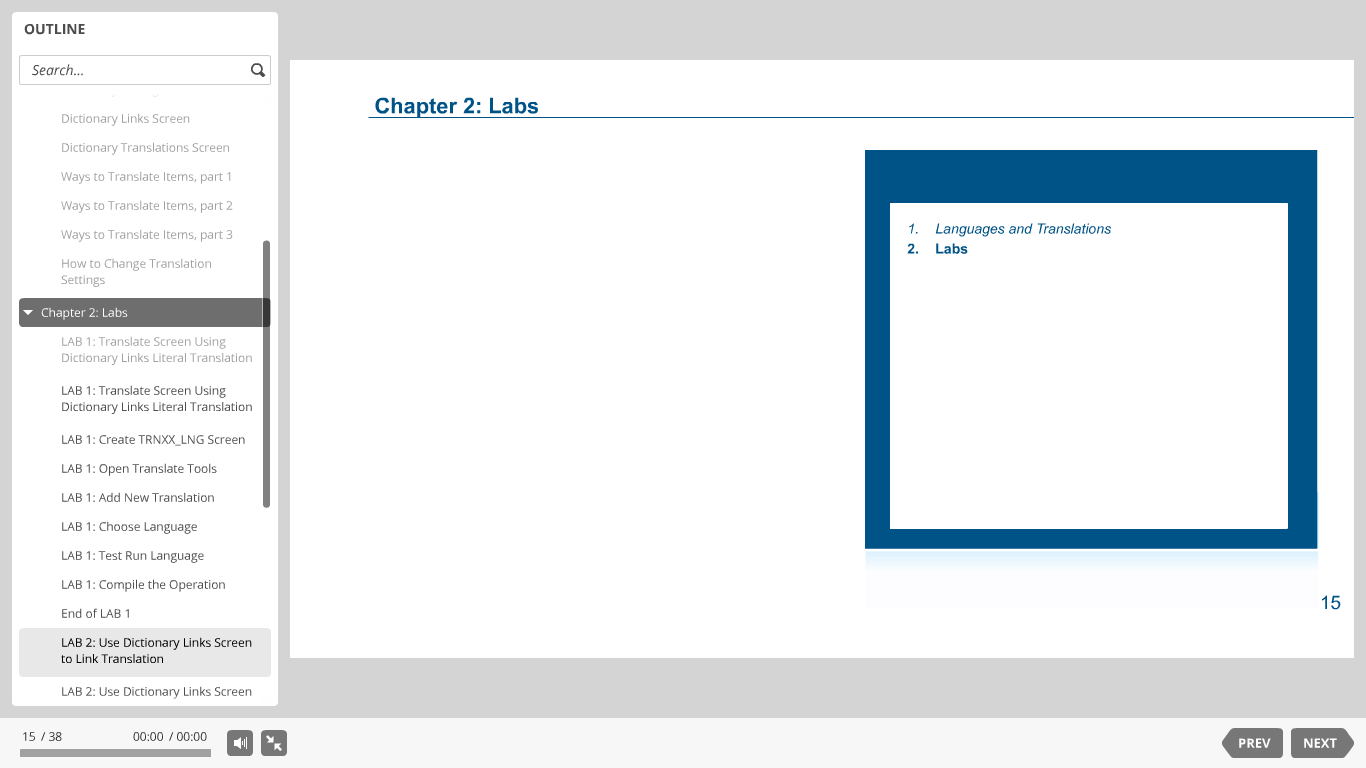 OUTLINE
Search...
Dictionary Links Screen
Dictionary Translations Screen
Ways to Translate Items, part 1
Ways to Translate Items, part 2
Ways to Translate Items, part 3
How to Change Translation
Settings
Chapter 2: Labs
LAB 1: Translate Screen Using
Dictionary Links Literal Translation
LAB 1: Translate Screen Using
Dictionary Links Literal Translation
LAB 1: Create TRNXX_LNG Screen
LAB 1: Open Translate Tools
LAB 1: Add New Translation
LAB 1: Choose Language
LAB 1: Test Run Language
LAB 1: Compile the Operation
End of LAB 1
LAB 2: Use Dictionary Links Screen
to Link Translation
LAB 2: Use Dictionary Links Screen
Chapter 2: Labs
1. Languages and Translations
2. Labs
15
15 / 38
00:00 / 00:00
PREV
NEXT